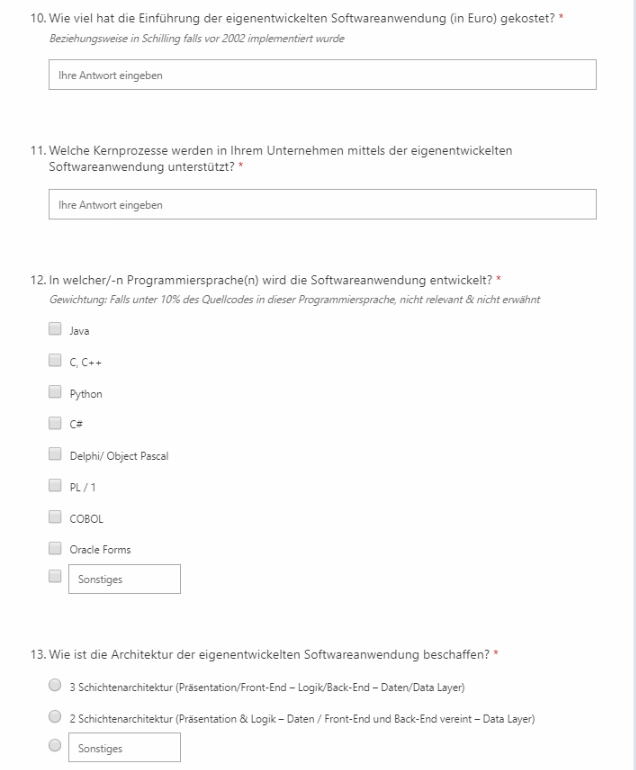 10. Wie viel hat die Einführung der eigenentwickelten Softwareanwendung (in Euro) gekostet? *
Beziehungsweise in Schilling falls vor 2002 implementiert wurde
Ihre Antwort eingeben
11. Welche Kernprozesse werden in Ihrem Unternehmen mittels der eigenentwickelten
Softwareanwendung unterstützt? *
Ihre Antwort eingeben
12. In welcher/-n Programmiersprache(n) wird die Softwareanwendung entwickelt? *
Gewichtung: Falls unter 10% des Quellcodes in dieser Programmiersprache, nicht relevant & nicht erwähnt
Java
C, C++
Python
C#
Delphi/ Object Pascal
PL / 1
COBOL
Oracle Forms
Sonstiges
13. Wie ist die Architektur der eigenentwickelten Softwareanwendung beschaffen? *
3 Schichtenarchitektur (Präsentation/Front-End – Logik/Back-End – Daten/Data Layer)
2 Schichtenarchitektur (Präsentation & Logik – Daten / Front-End und Back-End vereint – Data Layer)
Sonstiges